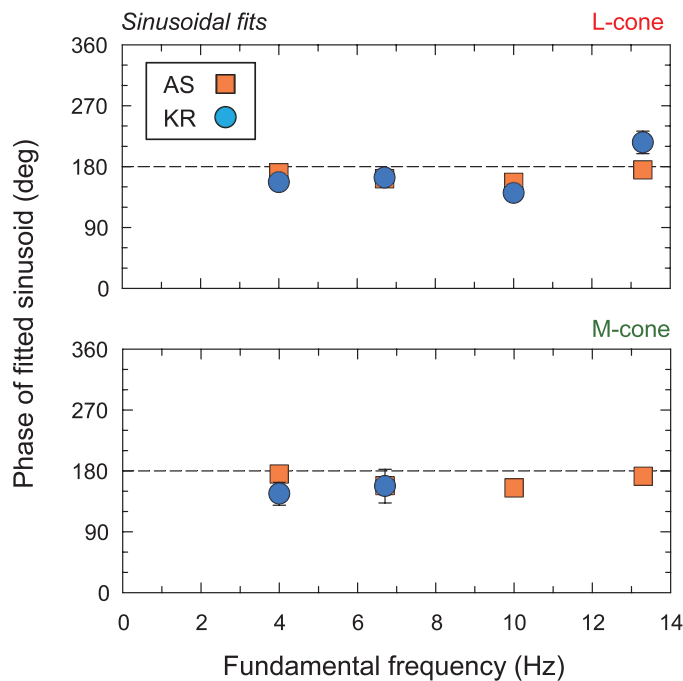 Sinusoidal fits L-cone
360
270
180
90
0
AS
KR
M-cone
360
270
180
90
0
0 2 4 6 8 10 12 14
Fundamental frequency (Hz)
Phase of fitted sinusoid (deg)